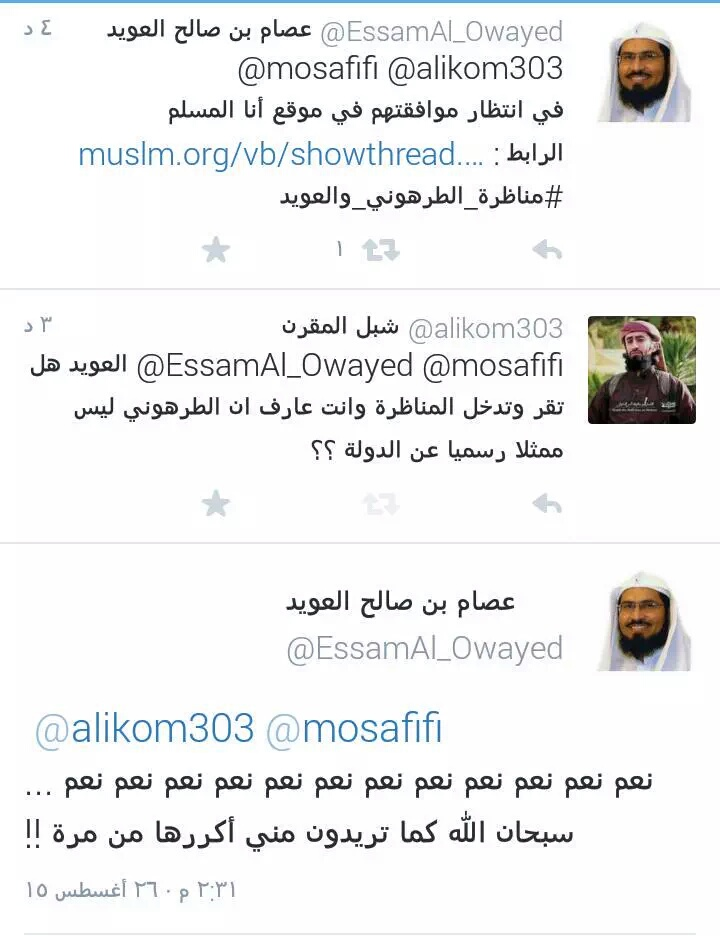 عصام بن صالح العويد @EssamAl_Owayed ٤ د
@mosafifi @alikom303
في انتظار موافقتهم في موقع أنا المسلم
الرابط : muslm.org/vb/showthread....
#مناظرة_الطرهوني_والعويد
١
شبل المقرن @alikom303 ٣ د
@EssamAl_Owayed @mosafifi العويد هل
تقر وتدخل المناظرة وانت عارف ان الطرهوني ليس
ممثلا رسميا عن الدولة ؟؟
عصام بن صالح العويد
@EssamAl_Owayed
@alikom303 @mosafifi
نعم نعم نعم نعم نعم نعم نعم نعم نعم نعم نعم نعم ...
سبحان الله كما تريدون مني أكررها من مرة !!
٢:٣١ م · ٢٦ أغسطس ١٥